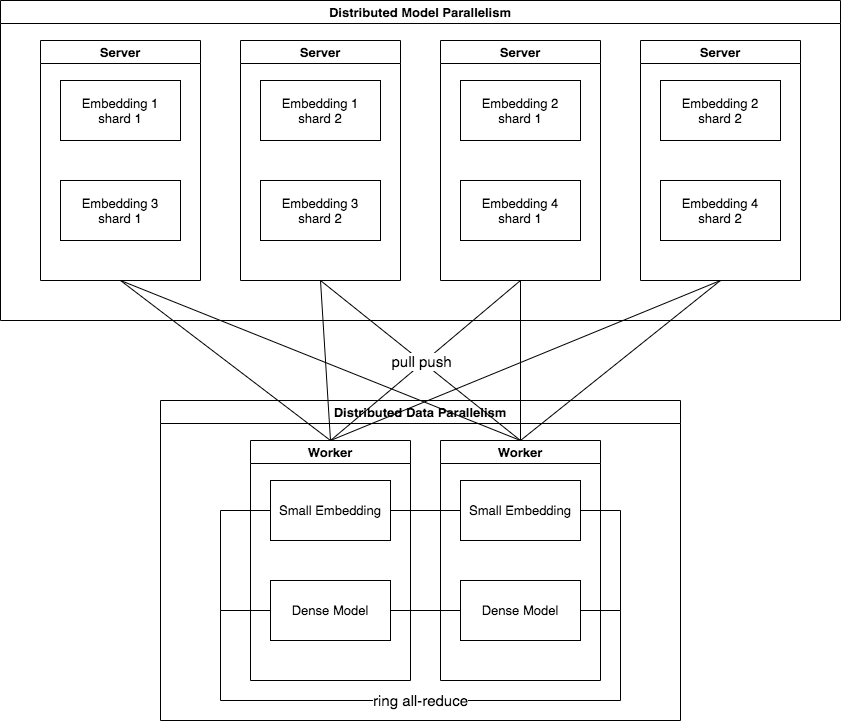 Distributed Model Parallelism
Server
Server
Server
Server
Embedding 1
shard 1
Embedding 1
shard 2
Embedding 2
shard 1
Embedding 2
shard 2
Embedding 3
shard 1
Embedding 3
shard 2
Embedding 4
shard 1
Embedding 4
shard 2
pull push
Distributed Data Parallelism
Worker
Worker
Small Embedding
Small Embedding
Dense Model
Dense Model
ring all-reduce